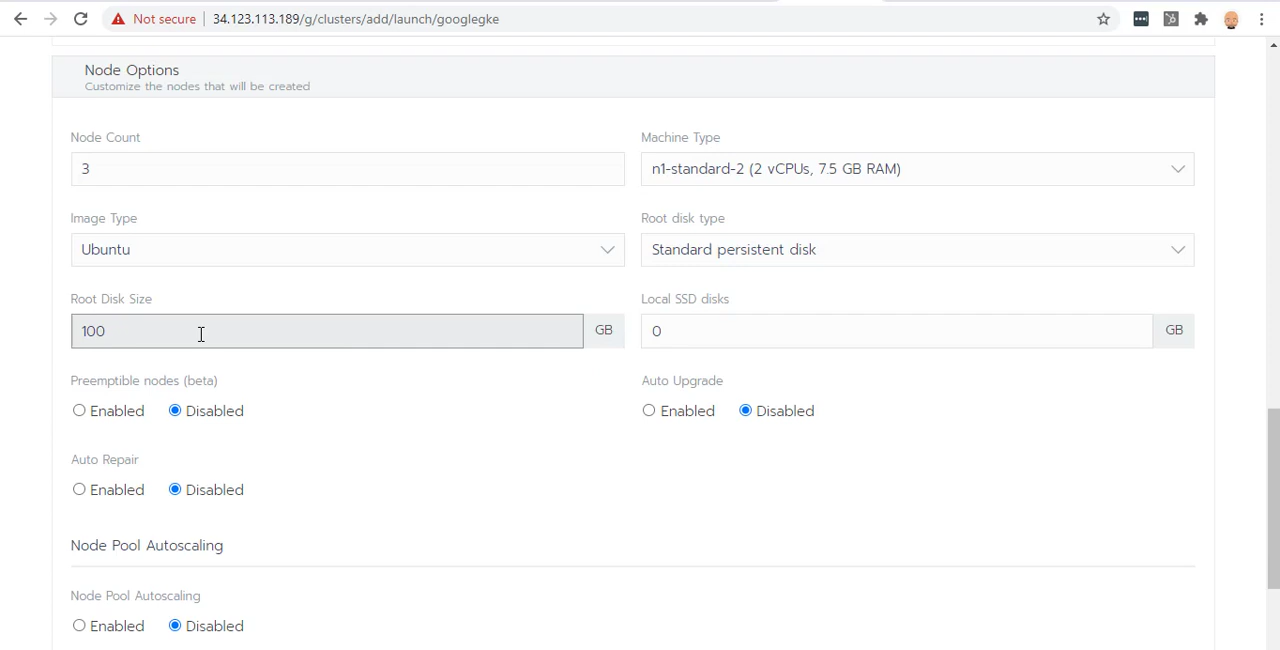 Not secure 34.123.113.189/g/clusters/add/launch/googlegke
Node Options
Customize the nodes that will be created
Node Count
Machine Type
3
n1-standard-2 (2 vCPUs, 7.5 GB RAM)
Image Type
Root disk type
Ubuntu
Standard persistent disk
Root Disk Size
Local SSD disks
100 GB
0 GB
Preemptible nodes (beta)
Auto Upgrade
Enabled Disabled
Enabled Disabled
Auto Repair
Enabled Disabled
Node Pool Autoscaling
Node Pool Autoscaling
Enabled Disabled